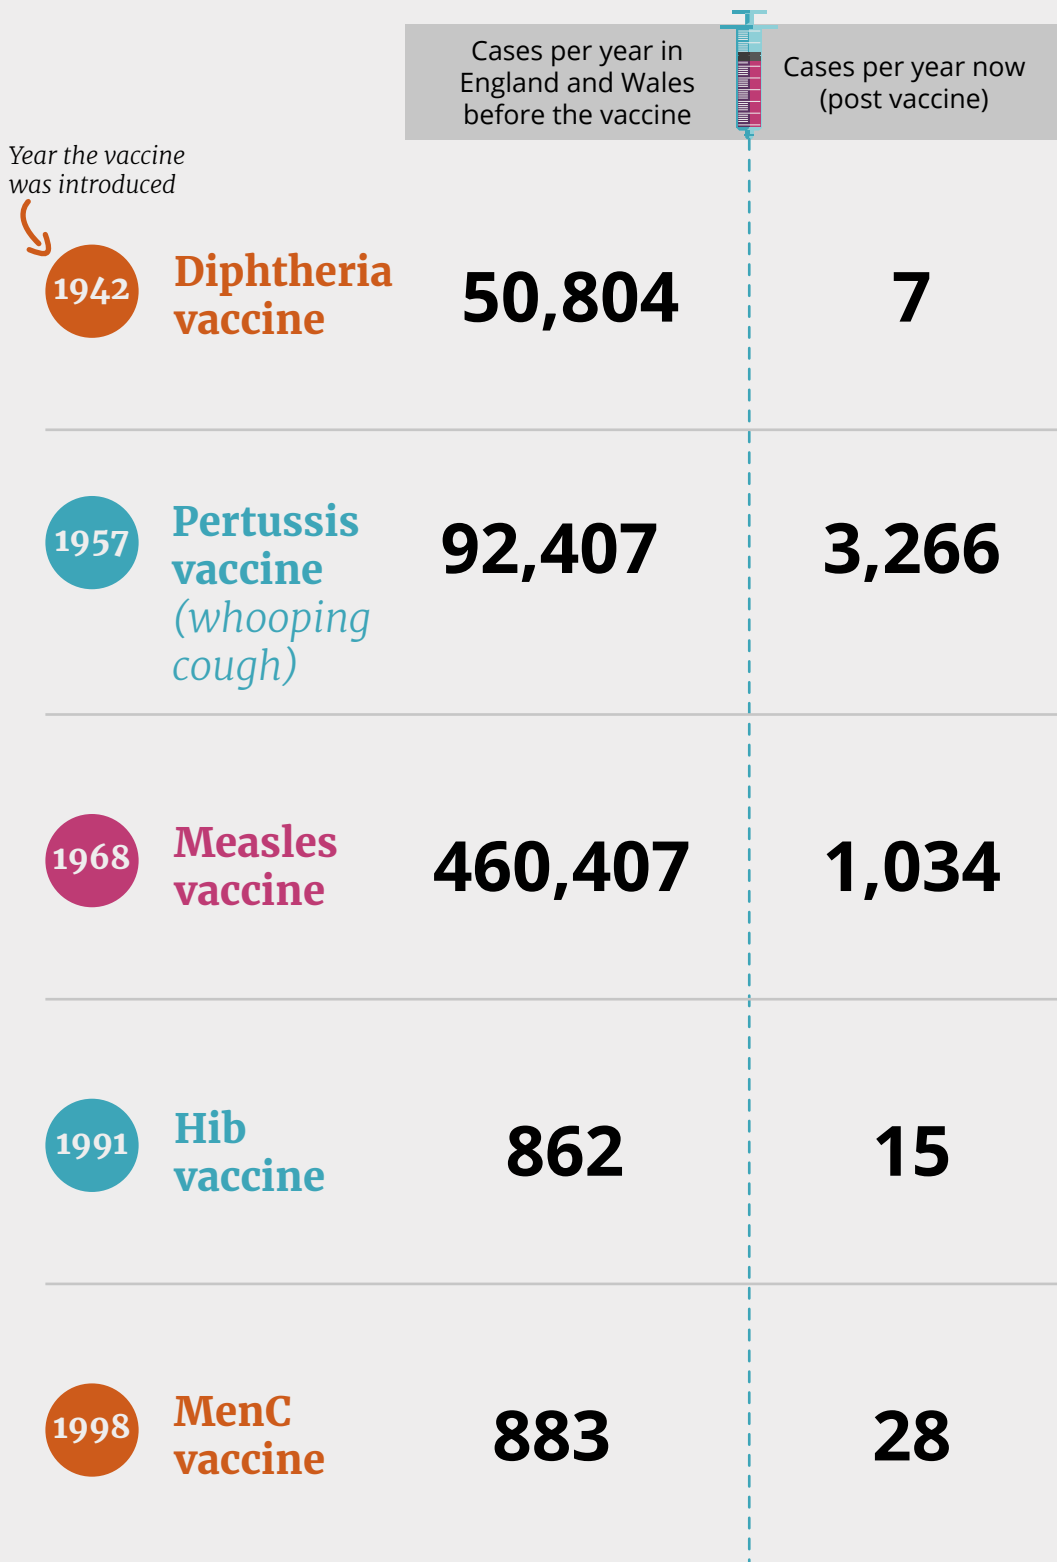 Cases per year in
England and Wales
before the vaccine
Cases per year now
(post vaccine)
Year the vaccine
was introduced
1942
Diphtheria
vaccine
50,804
7
1957
Pertussis
vaccine
(whooping
cough)
92,407
3,266
1968
Measles
vaccine
460,407
1,034
1991
Hib
vaccine
862
15
1998
MenC
vaccine
883
28